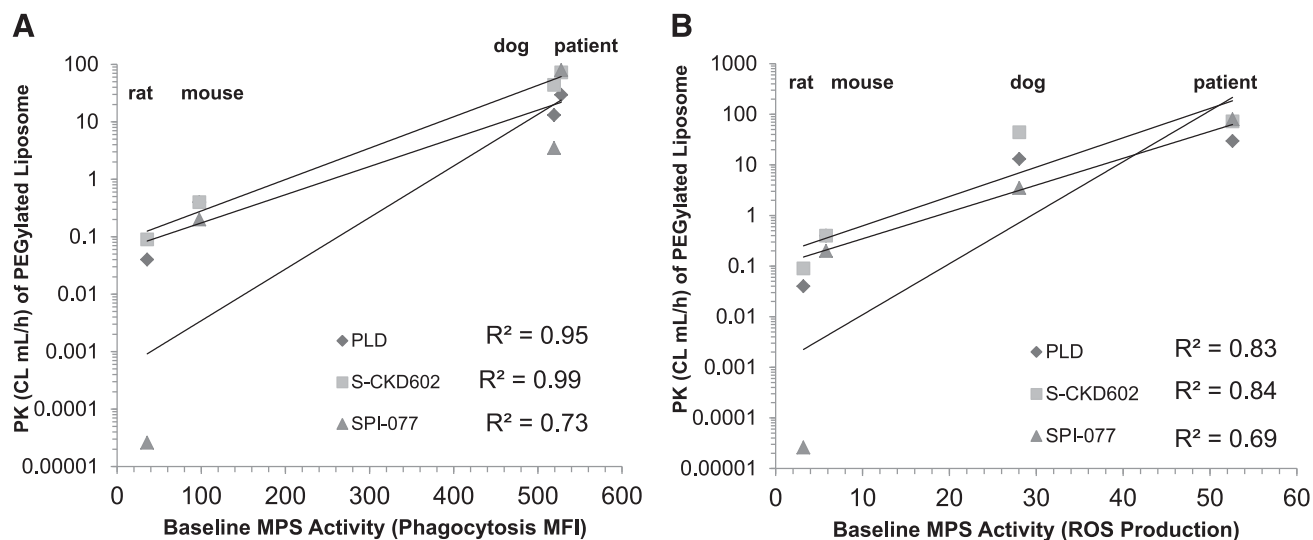 A
dog patient
rat mouse
PK (CL mL/h) of PEGylated Liposome
100
10
1
0.1
0.01
0.001
0.0001
0.00001
PLD R² = 0.95
S-CKD602 R² = 0.99
SPI-077 R² = 0.73
0 100 200 300 400 500 600
Baseline MPS Activity (Phagocytosis MFI)
B
rat mouse dog patient
PK (CL mL/h) of PEGylated Liposome
1000
100
10
1
0.1
0.01
0.001
0.0001
0.00001
PLD R² = 0.83
S-CKD602 R² = 0.84
SPI-077 R² = 0.69
0 10 20 30 40 50 60
Baseline MPS Activity (ROS Production)